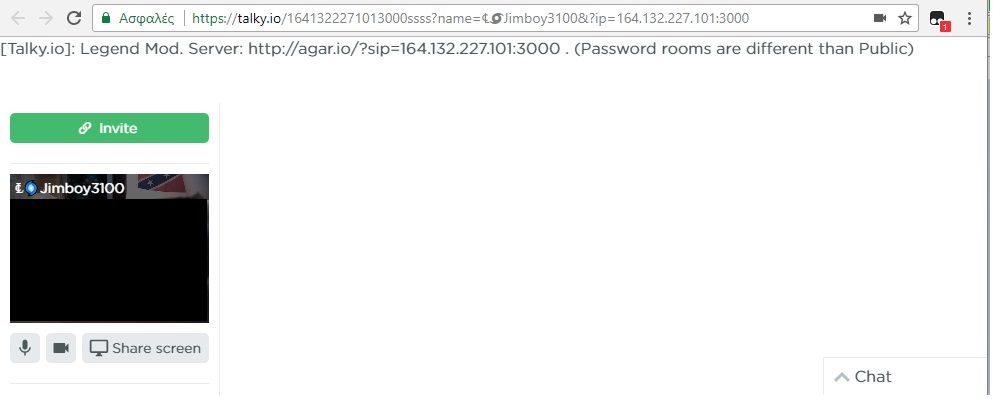 Ασφαλές https://talky.io/1641322271013000ssss?name=℄Jimboy3100&?ip=164.132.227.101:3000
1
[Talky.io]: Legend Mod. Server: http://agar.io/?sip=164.132.227.101:3000 . (Password rooms are different than Public)
Invite
℄Jimboy3100
Share screen
Chat